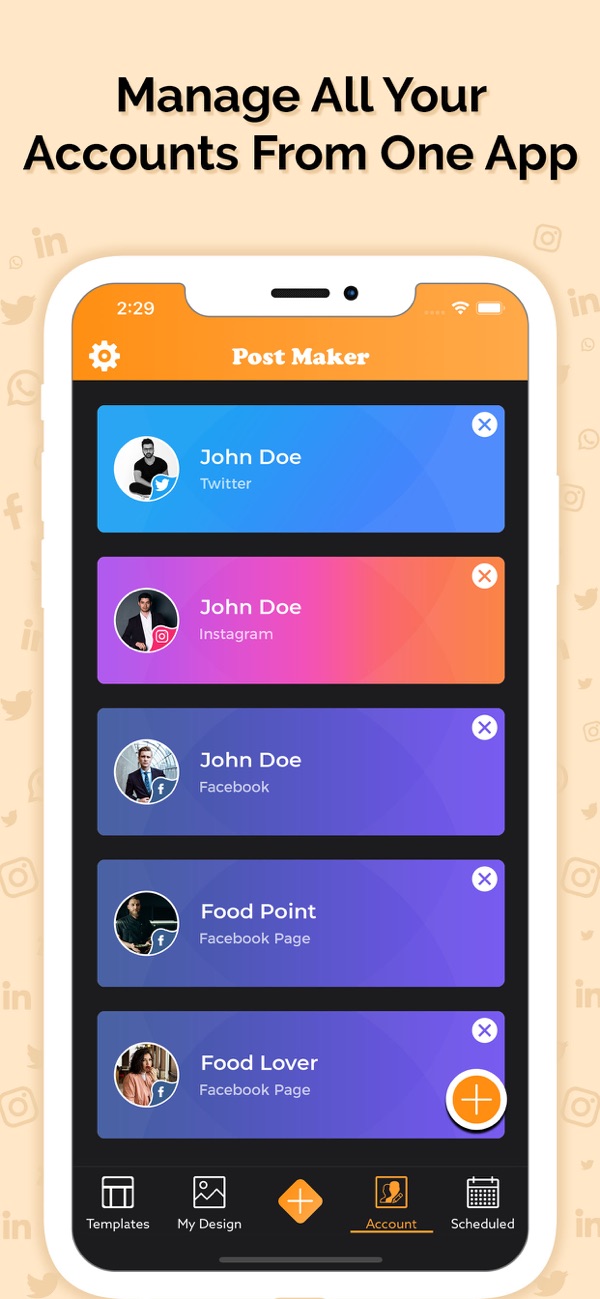 Manage All Your
Accounts From One App
2:29
Post Maker
John Doe
Twitter
John Doe
Instagram
John Doe
Facebook
Food Point
Facebook Page
Food Lover
Facebook Page
Templates
My Design
Account
Scheduled